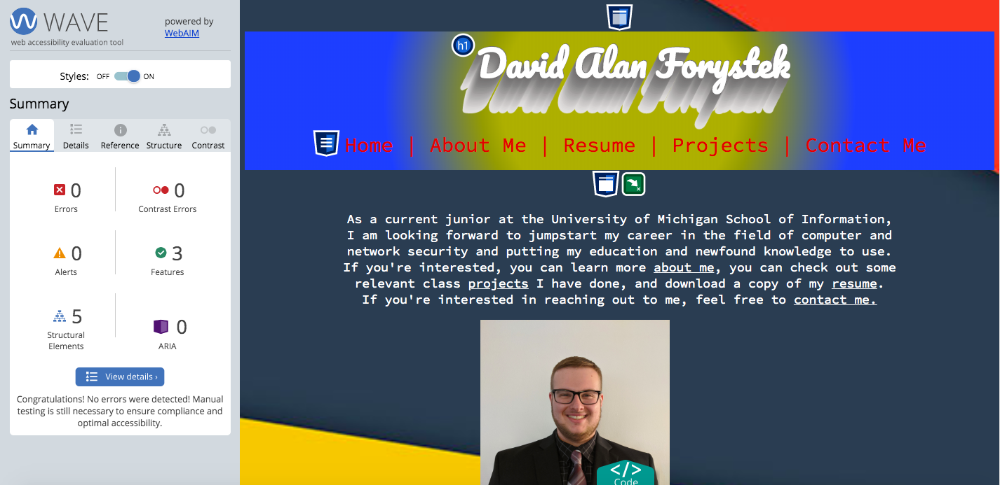 WAVE
web accessibility evaluation tool
powered by
WebAIM
Styles: OFF ON
Summary
Summary Details Reference Structure Contrast
0 Errors
0 Contrast Errors
0 Alerts
3 Features
5 Structural
Elements
0 ARIA
View details ›
Congratulations! No errors were detected! Manual
testing is still necessary to ensure compliance and
optimal accessibility.
h1
David Alan Forystek
Home | About Me | Resume | Projects | Contact Me
As a current junior at the University of Michigan School of Information,
I am looking forward to jumpstart my career in the field of computer and
network security and putting my education and newfound knowledge to use.
If you're interested, you can learn more about me, you can check out some
relevant class projects I have done, and download a copy of my resume.
If you're interested in reaching out to me, feel free to contact me.
</>
Code